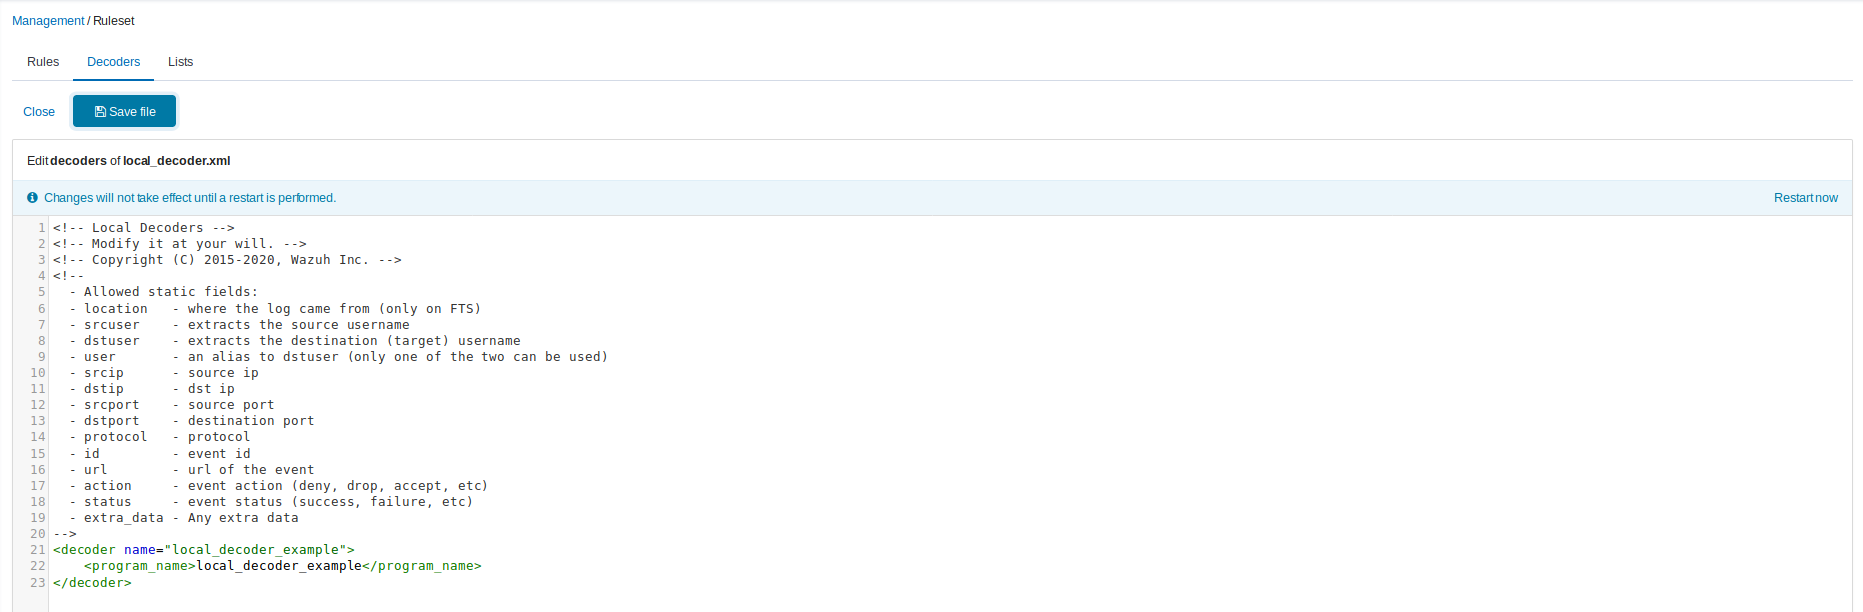 Management / Ruleset
Rules Decoders Lists
Close Save file
Edit decoders of local_decoder.xml
Changes will not take effect until a restart is performed. Restart now
1 <!-- Local Decoders -->
2 <!-- Modify it at your will. -->
3 <!-- Copyright (C) 2015-2020, Wazuh Inc. -->
4 <!--
5   - Allowed static fields:
6   - location   - where the log came from (only on FTS)
7   - srcuser    - extracts the source username
8   - dstuser    - extracts the destination (target) username
9   - user       - an alias to dstuser (only one of the two can be used)
10   - srcip      - source ip
11   - dstip      - dst ip
12   - srcport    - source port
13   - dstport    - destination port
14   - protocol   - protocol
15   - id         - event id
16   - url        - url of the event
17   - action     - event action (deny, drop, accept, etc)
18   - status     - event status (success, failure, etc)
19   - extra_data - Any extra data
20 -->
21 <decoder name="local_decoder_example">
22     <program_name>local_decoder_example</program_name>
23 </decoder>